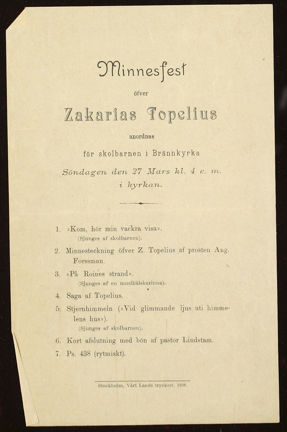 Minnesfest
öfver
Zakarias Topelius
anordnas
för skolbarnen i Brännkyrka
Söndagen den 27 Mars kl. 4 e. m.
i kyrkan.
1. »Kom, hör min vackra visa».
(Sjunges af skolbarnen).
2. Minnesteckning öfver Z. Topelius af prosten Aug.
Forssman.
3. »På Roines strand».
(Sjunges af en musikälskarinna).
4. Saga af Topelius.
5. Stjernhimmeln (»Vid glimmande ljus uti himme-
lens hus»).
(Sjunges af skolbarnen).
6. Kort afslutning med bön af pastor Lindstam.
7. Ps. 438 (rytmiskt).
Stockholm, Vårt Lands tryckeri, 1898.